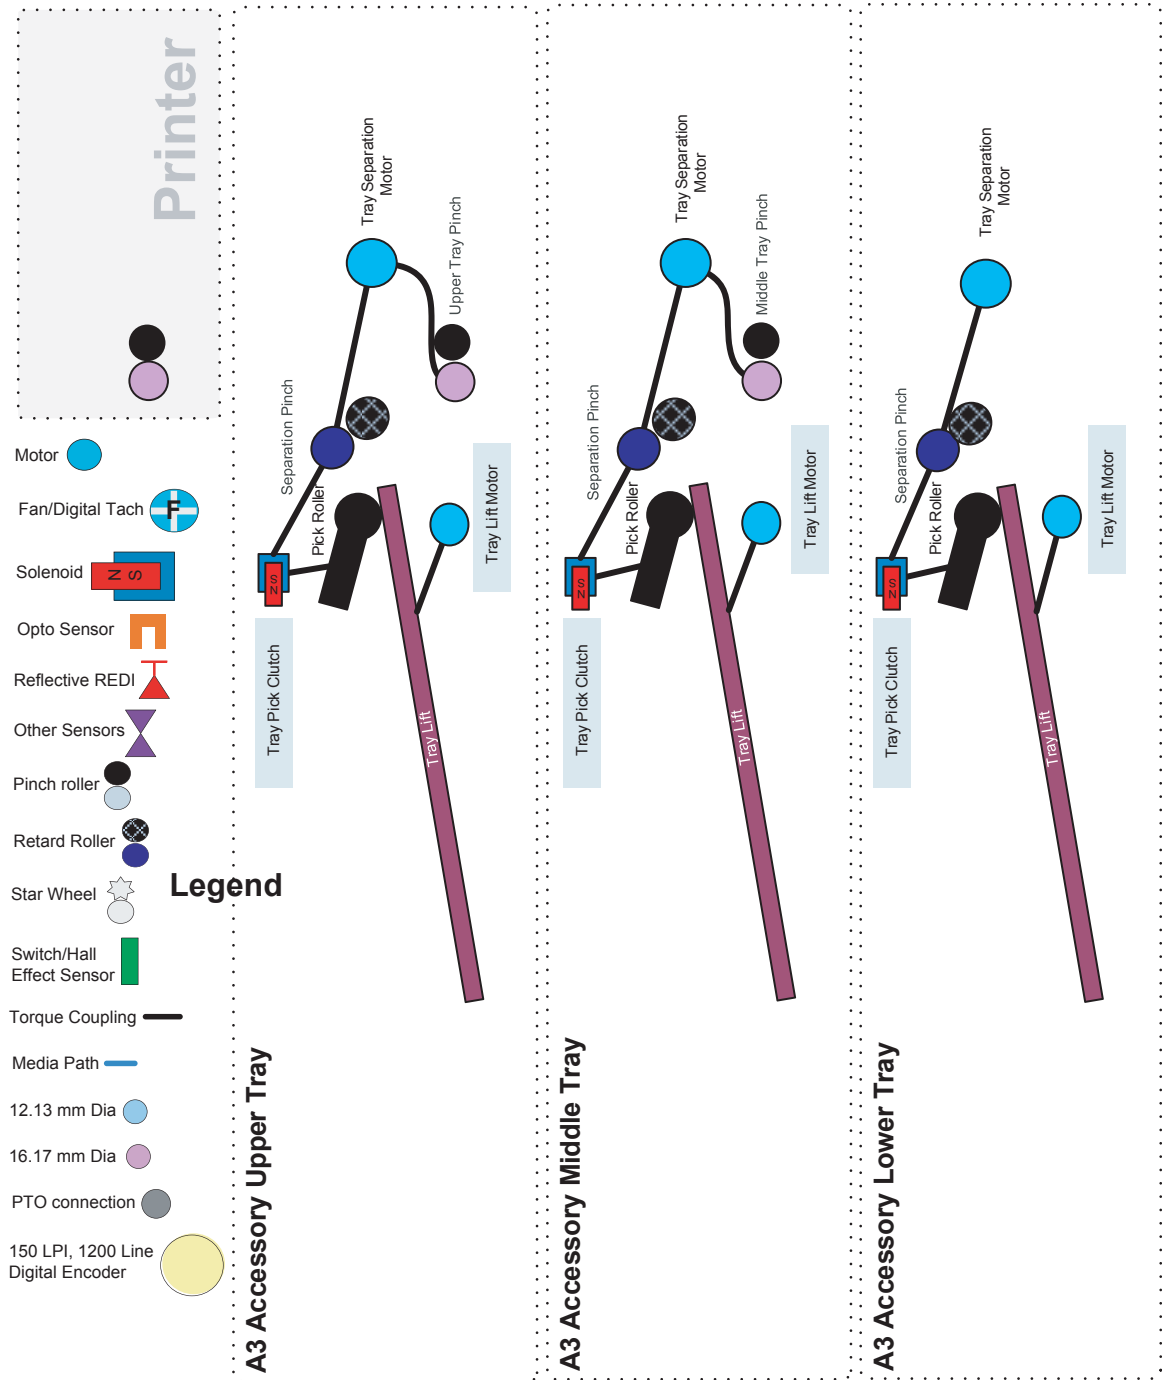 Printer
Motor
Fan/Digital Tach
F
Solenoid
S
N
Opto Sensor
Reflective REDI
Other Sensors
Pinch roller
Retard Roller
Star Wheel
Legend
Switch/Hall
Effect Sensor
Torque Coupling
Media Path
12.13 mm Dia
16.17 mm Dia
PTO connection
150 LPI, 1200 Line
Digital Encoder
A3 Accessory Upper Tray
Tray Separation
Motor
Upper Tray Pinch
Separation Pinch
Pick Roller
S
N
Tray Lift Motor
Tray Pick Clutch
Tray Lift
A3 Accessory Middle Tray
Tray Separation
Motor
Middle Tray Pinch
Separation Pinch
Pick Roller
S
N
Tray Lift Motor
Tray Pick Clutch
Tray Lift
A3 Accessory Lower Tray
Tray Separation
Motor
Separation Pinch
Pick Roller
S
N
Tray Lift Motor
Tray Pick Clutch
Tray Lift